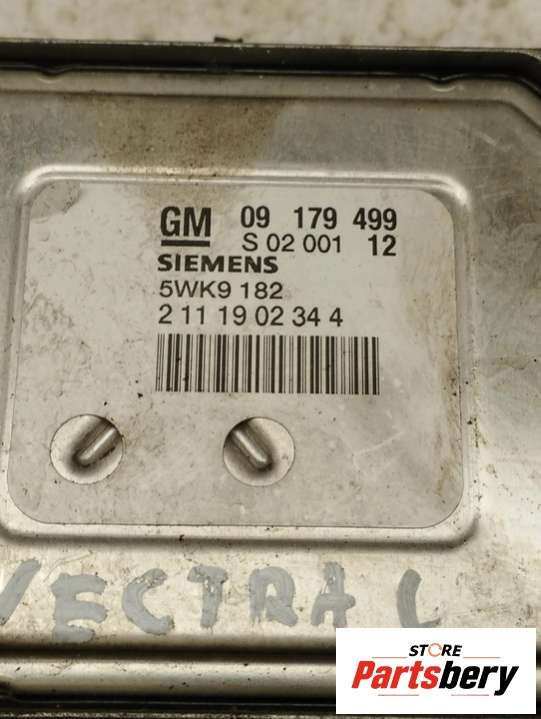 GM 09 179 499
S 02 001 12
SIEMENS
5WK9 182
2 11 19 02 34 4
VECTRA C
STORE
Partsbery